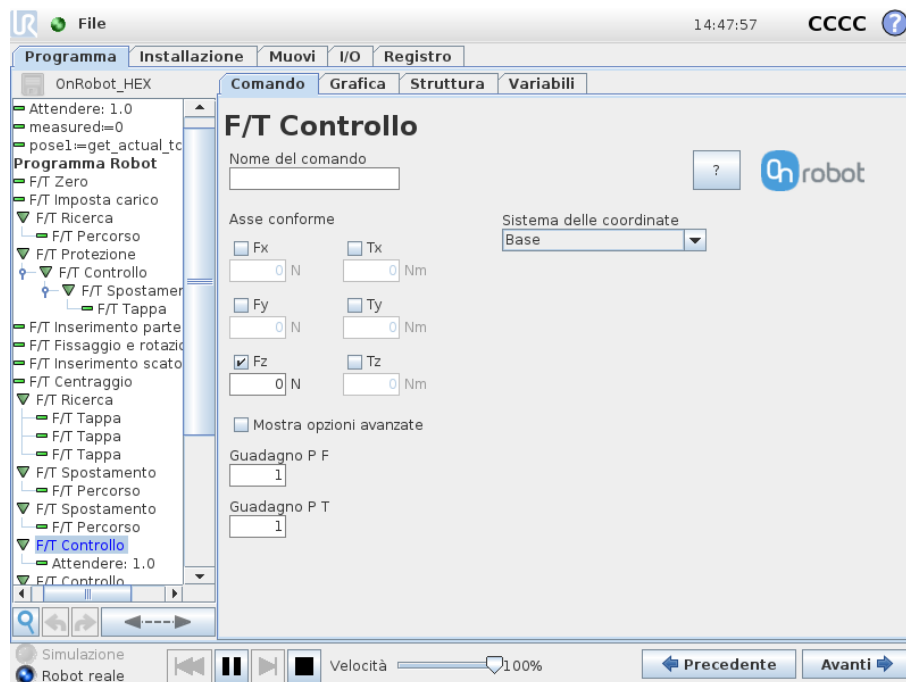 File 14:47:57 CCCC ?
Programma Installazione Muovi I/O Registro
OnRobot_HEX Comando Grafica Struttura Variabili
Attendere: 1.0
measured:=0
pose1:=get_actual_tc
Programma Robot
F/T Zero
F/T Imposta carico
F/T Ricerca
F/T Percorso
F/T Protezione
F/T Controllo
F/T Spostamer
F/T Tappa
F/T Inserimento parte
F/T Fissaggio e rotazio
F/T Inserimento scato
F/T Centraggio
F/T Ricerca
F/T Tappa
F/T Tappa
F/T Tappa
F/T Spostamento
F/T Percorso
F/T Spostamento
F/T Percorso
F/T Controllo
Attendere: 1.0
F/T Controllo
F/T Controllo
Nome del comando
?
On robot
Asse conforme
Sistema delle coordinate
Base
Fx Tx
0 N 0 Nm
Fy Ty
0 N 0 Nm
Fz Tz
0 N 0 Nm
Mostra opzioni avanzate
Guadagno P F
1
Guadagno P T
1
Simulazione
Robot reale
Velocità 100%
Precedente Avanti